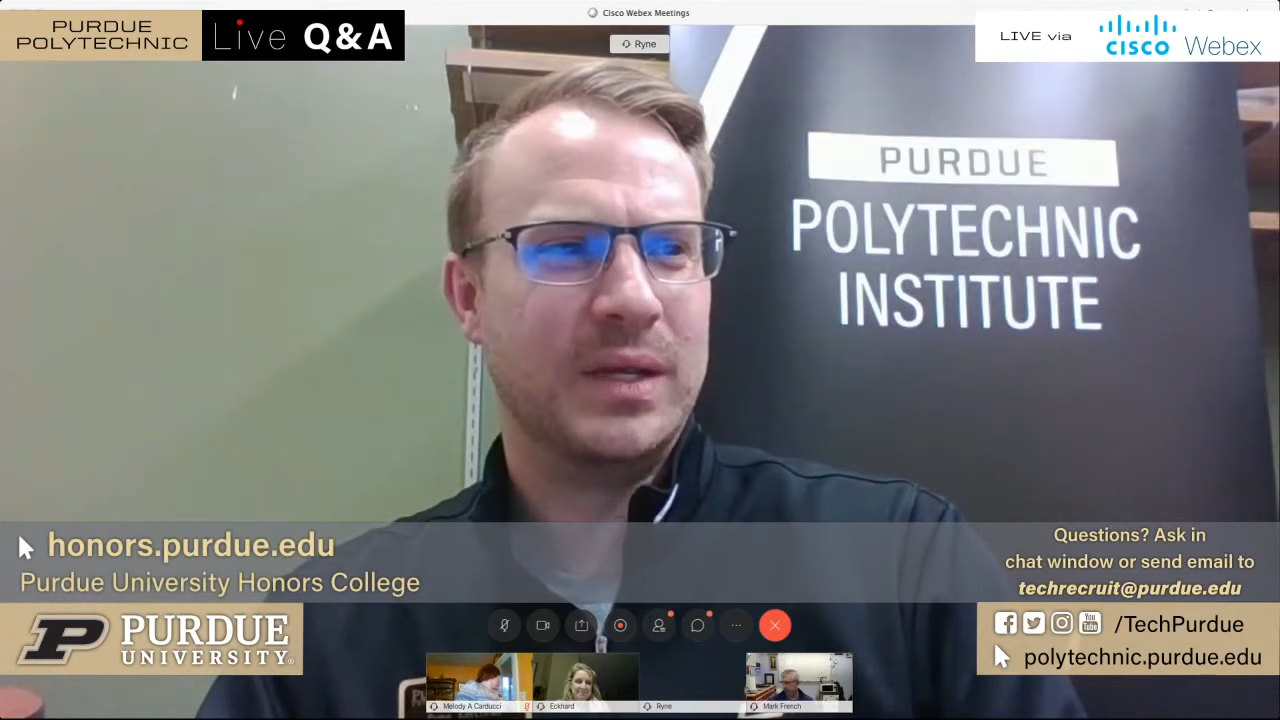 Cisco Webex Meetings
PURDUE
POLYTECHNIC
Live Q&A
LIVE via
CISCO Webex
Ryne
PURDUE
POLYTECHNIC
INSTITUTE
honors.purdue.edu
Purdue University Honors College
Questions? Ask in
chat window or send email to
techrecruit@purdue.edu
P PURDUE
UNIVERSITY®
f You Tube /TechPurdue
polytechnic.purdue.edu
Melody A Carducci
Eckhard
Ryne
Mark French